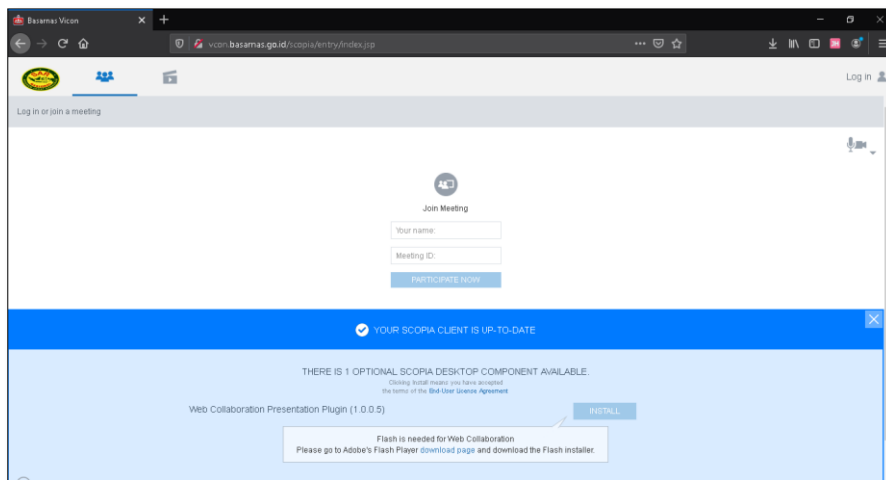 Basarnas Vicon
vcon.basarnas.go.id/scopia/entry/index.jsp
Log in
Log in or join a meeting
Join Meeting
Your name:
Meeting ID:
PARTICIPATE NOW
YOUR SCOPIA CLIENT IS UP-TO-DATE
THERE IS 1 OPTIONAL SCOPIA DESKTOP COMPONENT AVAILABLE.
Clicking Install means you have accepted
the terms of the End-User License Agreement
Web Collaboration Presentation Plugin (1.0.0.5)
INSTALL
Flash is needed for Web Collaboration
Please go to Adobe's Flash Player download page and download the Flash installer.